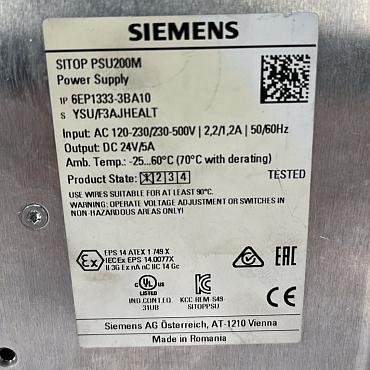 SIEMENS
SITOP PSU200M
Power Supply
1P 6EP1333-3BA10
S YSU/F3AJHEALT
Input: AC 120-230/230-500V | 2,2/1,2A | 50/60Hz
Output: DC 24V/5A
Amb. Temp.: -25...60°C (70°C with derating)
Product State: X 2 3 4 TESTED
USE WIRES SUITABLE FOR AT LEAST 90°C.
WARNING: OPERATE VOLTAGE ADJUSTMENT OR SWITCHES IN
NON-HAZARDOUS AREAS ONLY!
Ex EPS 14 ATEX 1 749 X
IECEx EPS 14.0077X
II 3G Ex nA nC IIC T4 Gc
EAC
c UL us LISTED
IND.CONT.EQ.
31UB
KCC-REM-S49-
SITOPPSU
CE
Siemens AG Österreich, AT-1210 Vienna
Made in Romania